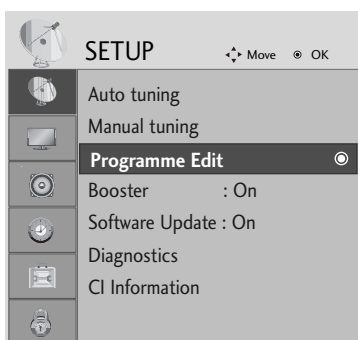 SETUP Move OK
Auto tuning
Manual tuning
Programme Edit
Booster : On
Software Update : On
Diagnostics
CI Information